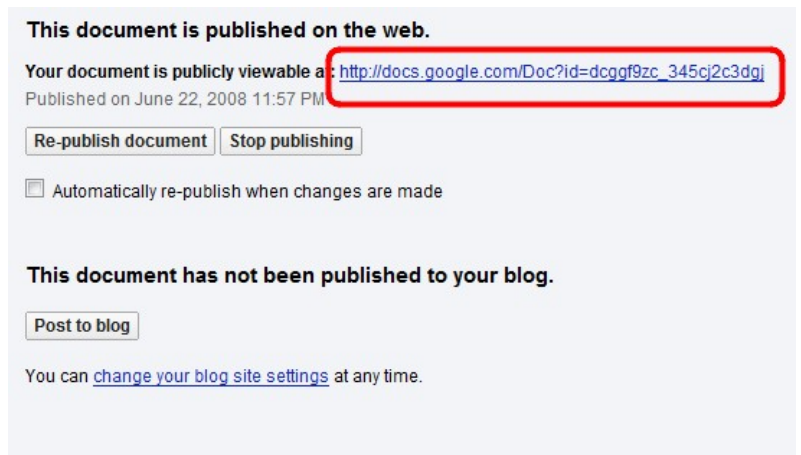 This document is published on the web.
Your document is publicly viewable at: http://docs.google.com/Doc?id=dcggf9zc_345cj2c3dgj
Published on June 22, 2008 11:57 PM
Re-publish document Stop publishing
Automatically re-publish when changes are made
This document has not been published to your blog.
Post to blog
You can change your blog site settings at any time.